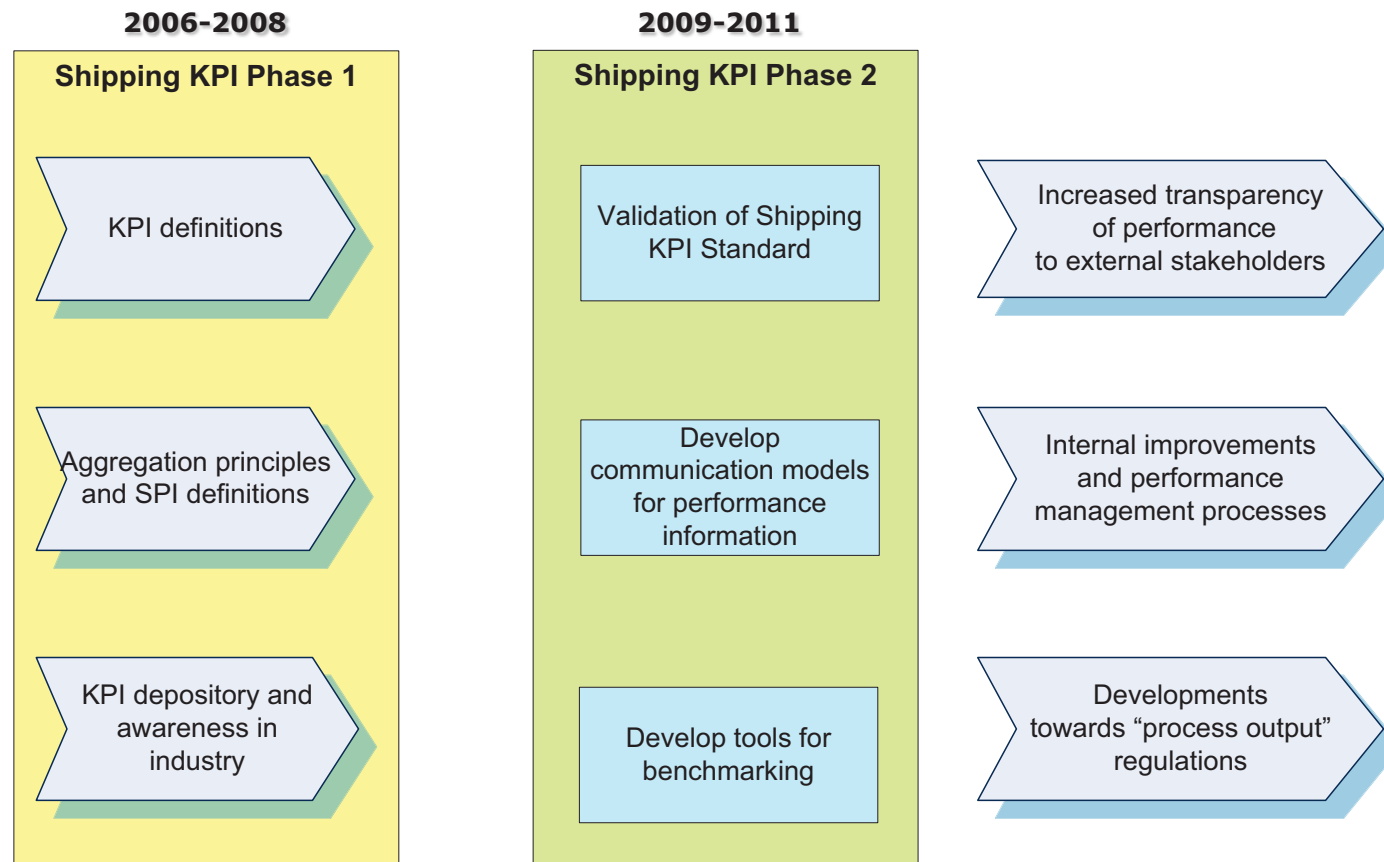 2006-2008
Shipping KPI Phase 1
KPI definitions
Aggregation principles
and SPI definitions
KPI depository and
awareness in
industry
2009-2011
Shipping KPI Phase 2
Validation of Shipping
KPI Standard
Develop
communication models
for performance
information
Develop tools for
benchmarking
Increased transparency
of performance
to external stakeholders
Internal improvements
and performance
management processes
Developments
towards “process output”
regulations